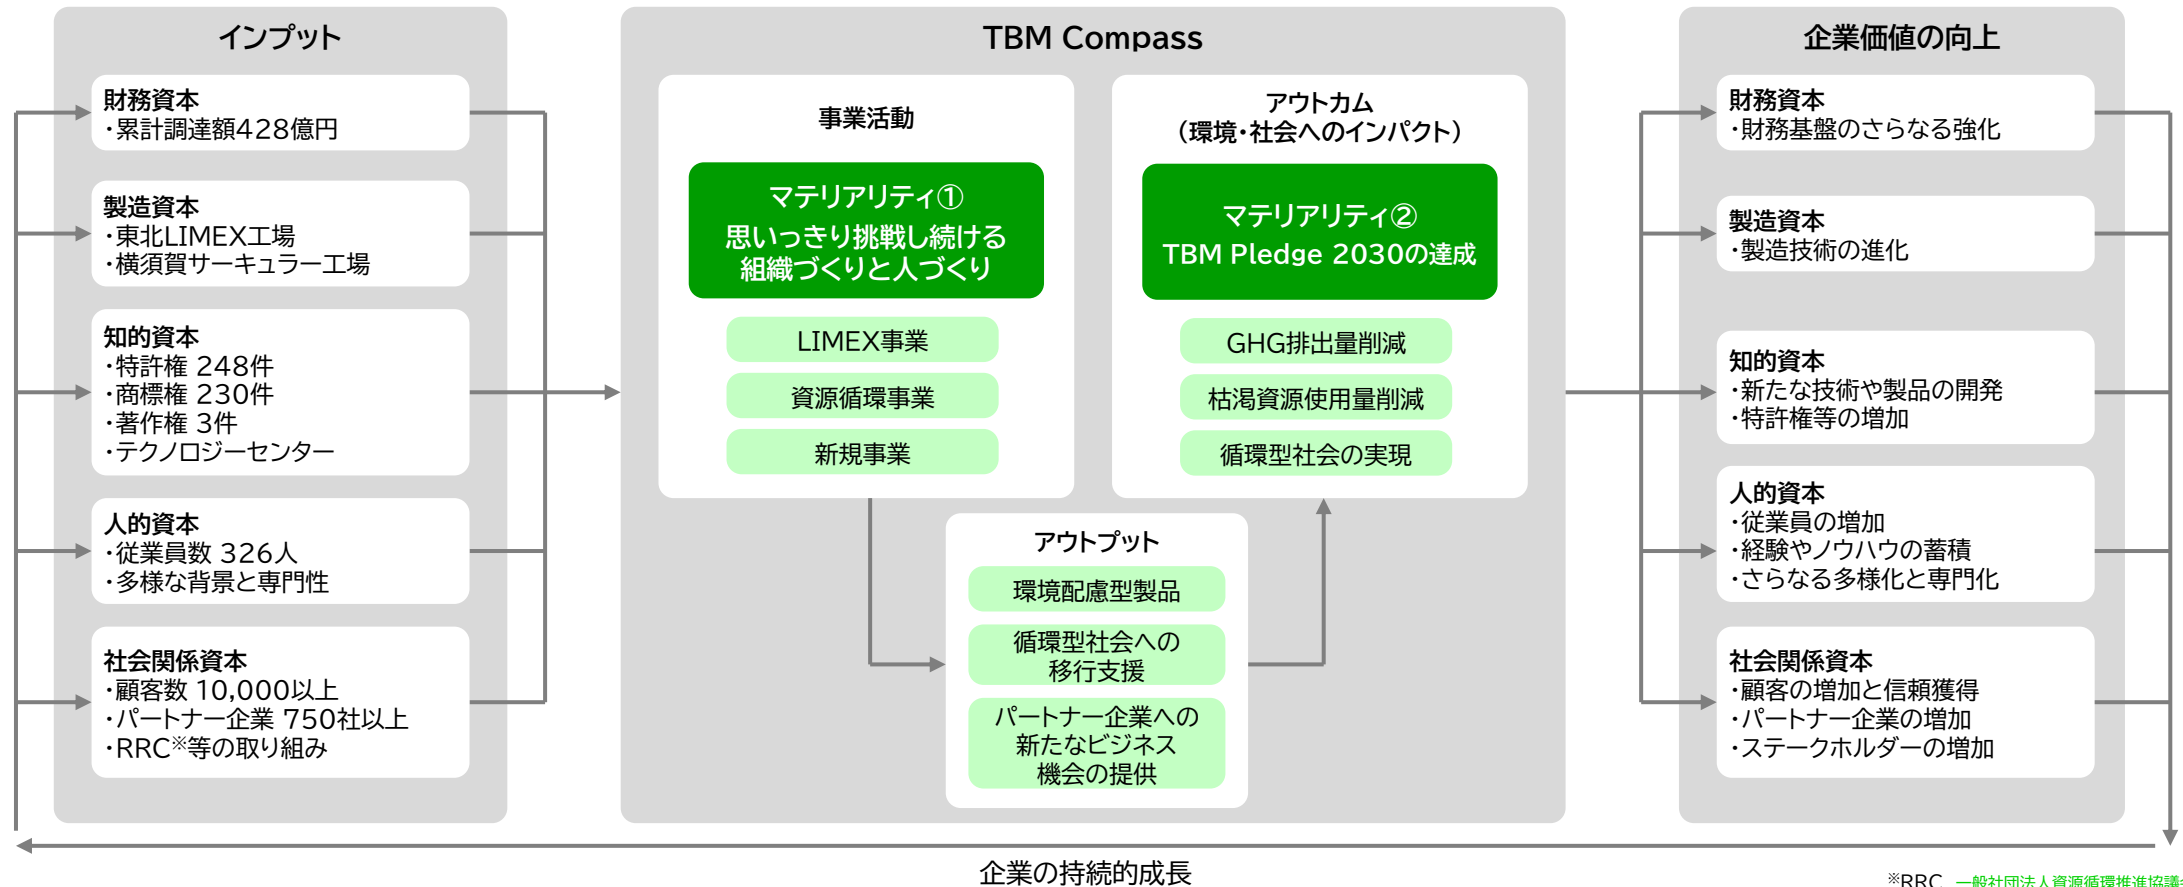 インプット
財務資本
・累計調達額428億円
製造資本
・東北LIMEX工場
・横須賀サーキュラー工場
知的資本
・特許権 248件
・商標権 230件
・著作権 3件
・テクノロジーセンター
人的資本
・従業員数 326人
・多様な背景と専門性
社会関係資本
・顧客数 10,000以上
・パートナー企業 750社以上
・RRC※等の取り組み
TBM Compass
事業活動
マテリアリティ①
思いっきり挑戦し続ける
組織づくりと人づくり
LIMEX事業
資源循環事業
新規事業
アウトプット
環境配慮型製品
循環型社会への
移行支援
パートナー企業への
新たなビジネス
機会の提供
アウトカム
（環境・社会へのインパクト）
マテリアリティ②
TBM Pledge 2030の達成
GHG排出量削減
枯渇資源使用量削減
循環型社会の実現
企業価値の向上
財務資本
・財務基盤のさらなる強化
製造資本
・製造技術の進化
知的資本
・新たな技術や製品の開発
・特許権等の増加
人的資本
・従業員の増加
・経験やノウハウの蓄積
・さらなる多様化と専門化
社会関係資本
・顧客の増加と信頼獲得
・パートナー企業の増加
・ステークホルダーの増加
企業の持続的成長
※RRC 一般社団法人資源循環推進協議